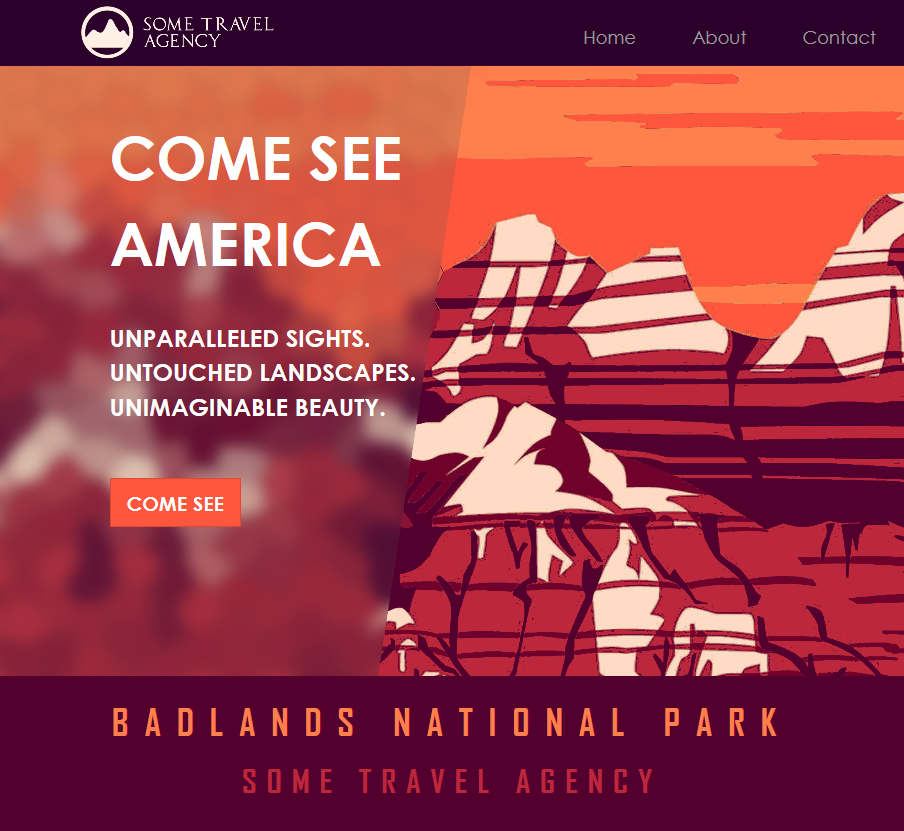 SOME TRAVEL
AGENCY
Home About Contact
COME SEE
AMERICA
UNPARALLELED SIGHTS.
UNTOUCHED LANDSCAPES.
UNIMAGINABLE BEAUTY.
COME SEE
BADLANDS NATIONAL PARK
SOME TRAVEL AGENCY